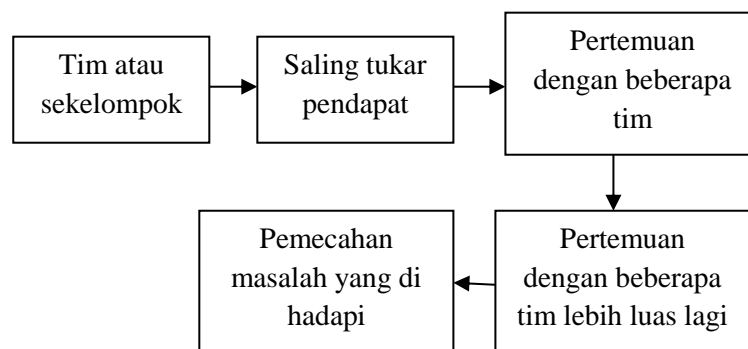 Tim atau
sekelompok
Saling tukar
pendapat
Pertemuan
dengan beberapa
tim
Pertemuan
dengan beberapa
tim lebih luas lagi
Pemecahan
masalah yang di
hadapi